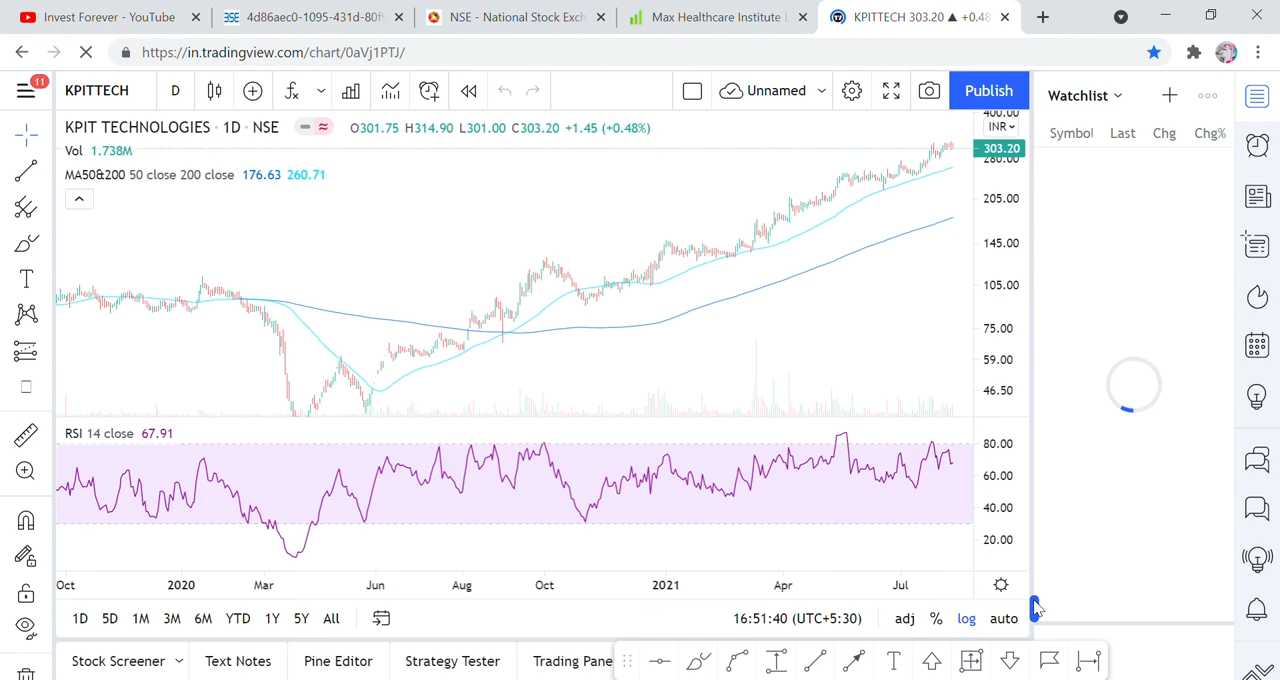 Invest Forever - YouTube
4d86aec0-1095-431d-80f9
NSE - National Stock Exch
Max Healthcare Institute L
KPITTECH 303.20 ▲ +0.48
https://in.tradingview.com/chart/0aVj1PTJ/
11
KPITTECH
D
Unnamed
Publish
Watchlist
KPIT TECHNOLOGIES · 1D · NSE
O301.75 H314.90 L301.00 C303.20 +1.45 (+0.48%)
Vol 1.738M
MA50&200 50 close 200 close 176.63 260.71
Symbol Last Chg Chg%
400.00
INR
303.20
280.00
205.00
145.00
105.00
75.00
59.00
46.50
RSI 14 close 67.91
80.00
60.00
40.00
20.00
Oct 2020 Mar Jun Aug Oct 2021 Apr Jul
1D 5D 1M 3M 6M YTD 1Y 5Y All
16:51:40 (UTC+5:30)
adj % log auto
Stock Screener
Text Notes
Pine Editor
Strategy Tester
Trading Pane
T